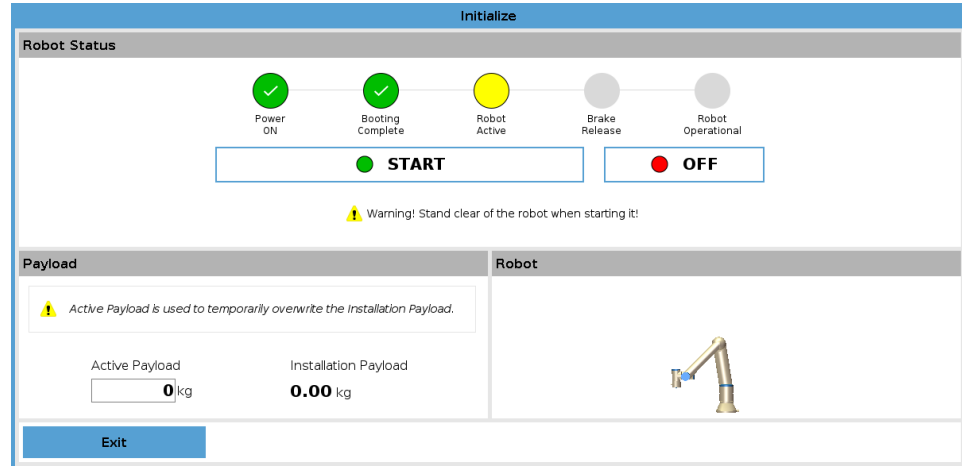 Initialize
Robot Status
Power
ON
Booting
Complete
Robot
Active
Brake
Release
Robot
Operational
START
OFF
Warning! Stand clear of the robot when starting it!
Payload
Active Payload is used to temporarily overwrite the Installation Payload.
Active Payload
0 kg
Installation Payload
0.00 kg
Robot
Exit